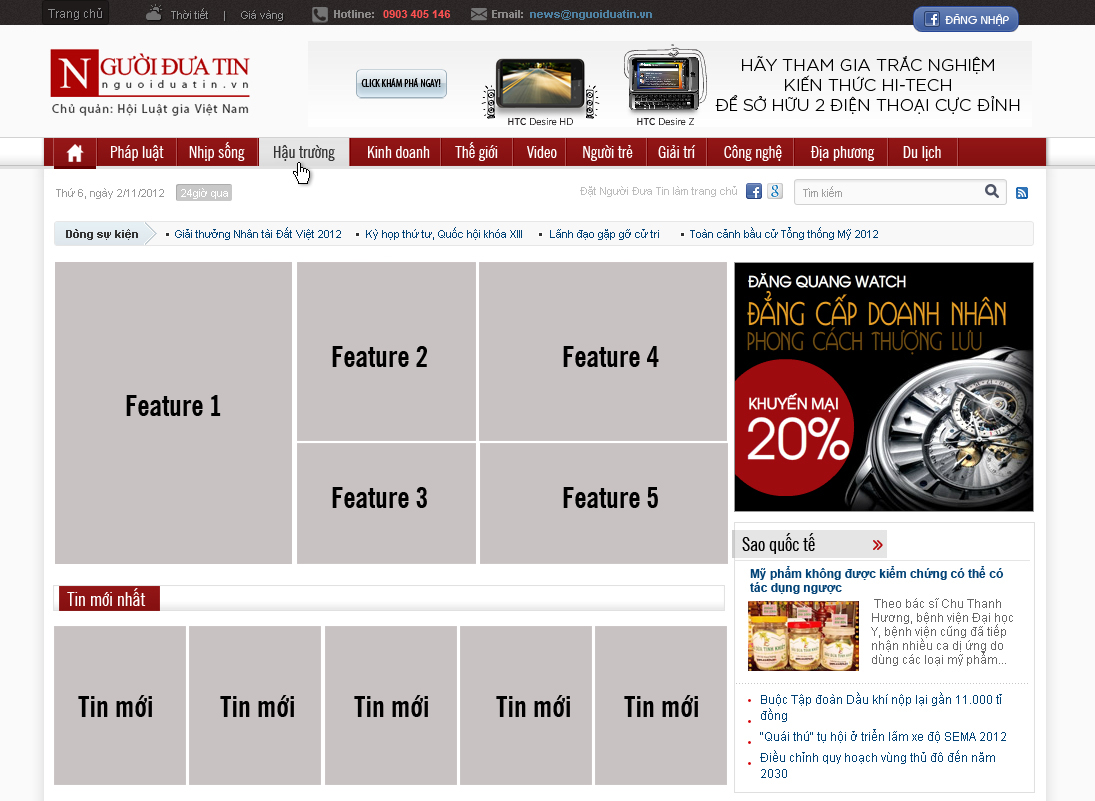 Trang chủ
Thời tiết | Giá vàng
Hotline: 0903 405 146
Email: news@nguoiduatin.vn
ĐĂNG NHẬP
NGƯỜI ĐƯA TIN
nguoiduatin.vn
Chủ quản: Hội Luật gia Việt Nam
CLICK KHÁM PHÁ NGAY!
HTC Desire HD
HTC Desire Z
HÃY THAM GIA TRẮC NGHIỆM
KIẾN THỨC HI-TECH
ĐỂ SỞ HỮU 2 ĐIỆN THOẠI CỰC ĐỈNH
Pháp luật Nhịp sống Hậu trường Kinh doanh Thế giới Video Người trẻ Giải trí Công nghệ Địa phương Du lịch
Thứ 6, ngày 2/11/2012 24giờ qua
Đặt Người Đưa Tin làm trang chủ
Tìm kiếm
Dòng sự kiện
Giải thưởng Nhân tài Đất Việt 2012
Kỳ họp thứ tư, Quốc hội khóa XIII
Lãnh đạo gặp gỡ cử tri
Toàn cảnh bầu cử Tổng thống Mỹ 2012
Feature 1
Feature 2
Feature 4
Feature 3
Feature 5
ĐĂNG QUANG WATCH
ĐẲNG CẤP DOANH NHÂN
PHONG CÁCH THƯỢNG LƯU
KHUYẾN MẠI
20%
Sao quốc tế
Mỹ phẩm không được kiểm chứng có thể có
tác dụng ngược
Theo bác sĩ Chu Thanh
Hương, bệnh viện Đại học
Y, bệnh viện cũng đã tiếp
nhận nhiều ca dị ứng do
dùng các loại mỹ phẩm...
Buộc Tập đoàn Dầu khí nộp lại gần 11.000 tỉ
đồng
"Quái thú" tụ hội ở triển lãm xe độ SEMA 2012
Điều chỉnh quy hoạch vùng thủ đô đến năm
2030
Tin mới nhất
Tin mới Tin mới Tin mới Tin mới Tin mới